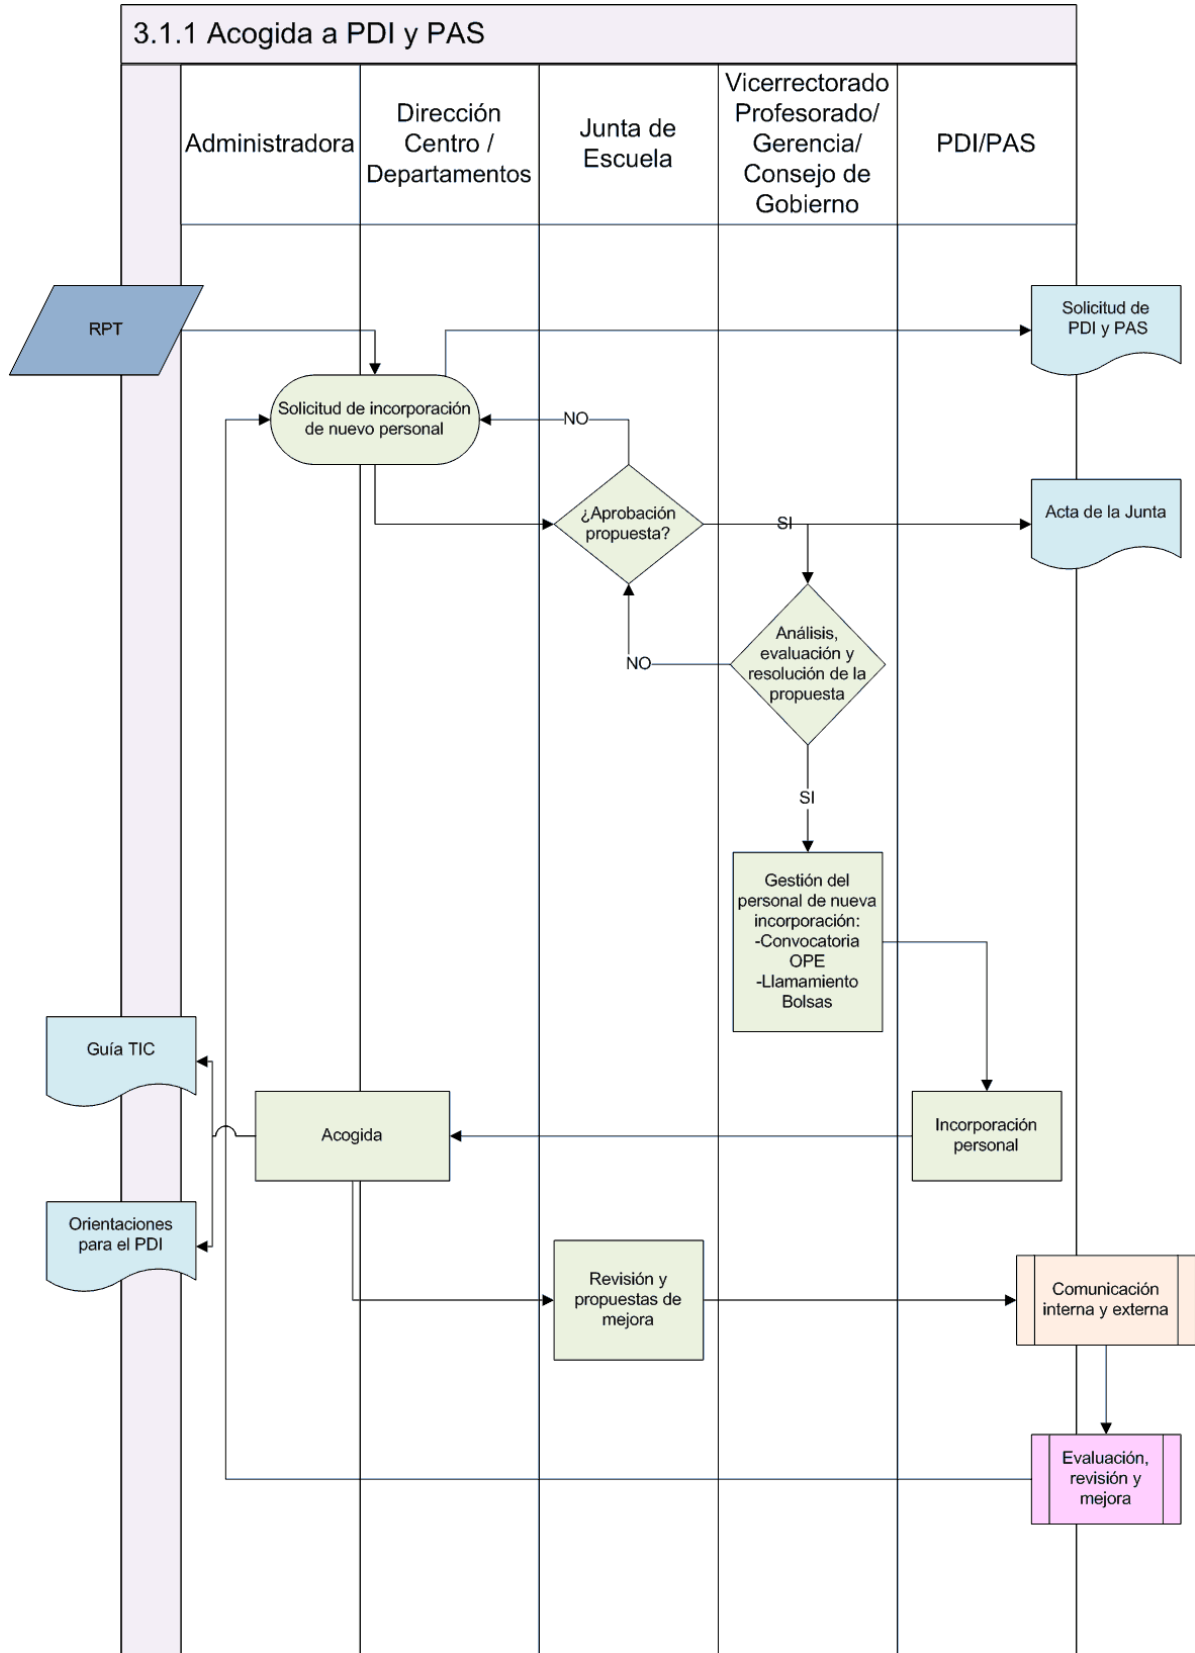 3.1.1 Acogida a PDI y PAS
Administradora
Dirección
Centro /
Departamentos
Junta de
Escuela
Vicerrectorado
Profesorado/
Gerencia/
Consejo de
Gobierno
PDI/PAS
RPT
Solicitud de
PDI y PAS
Solicitud de incorporación
de nuevo personal
NO
¿Aprobación
propuesta?
SI
Acta de la Junta
Análisis,
evaluación y
resolución de la
propuesta
NO
SI
Gestión del
personal de nueva
incorporación:
-Convocatoria
OPE
-Llamamiento
Bolsas
Guía TIC
Acogida
Incorporación
personal
Orientaciones
para el PDI
Revisión y
propuestas de
mejora
Comunicación
interna y externa
Evaluación,
revisión y
mejora